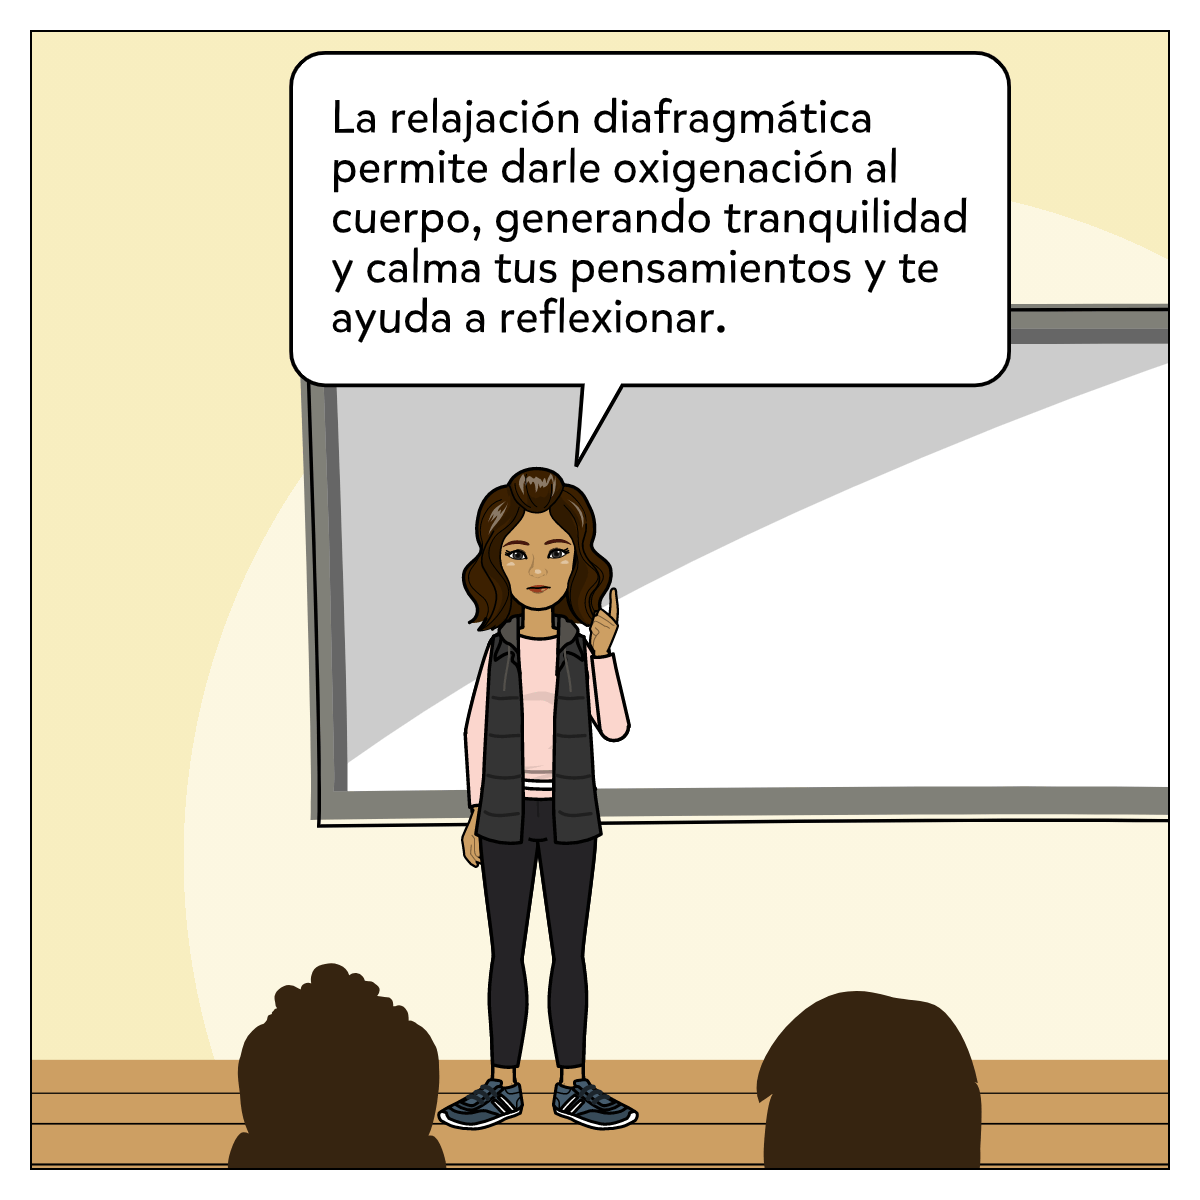 La relajación diafragmática
permite darle oxigenación al
cuerpo, generando tranquilidad
y calma tus pensamientos y te
ayuda a reflexionar.